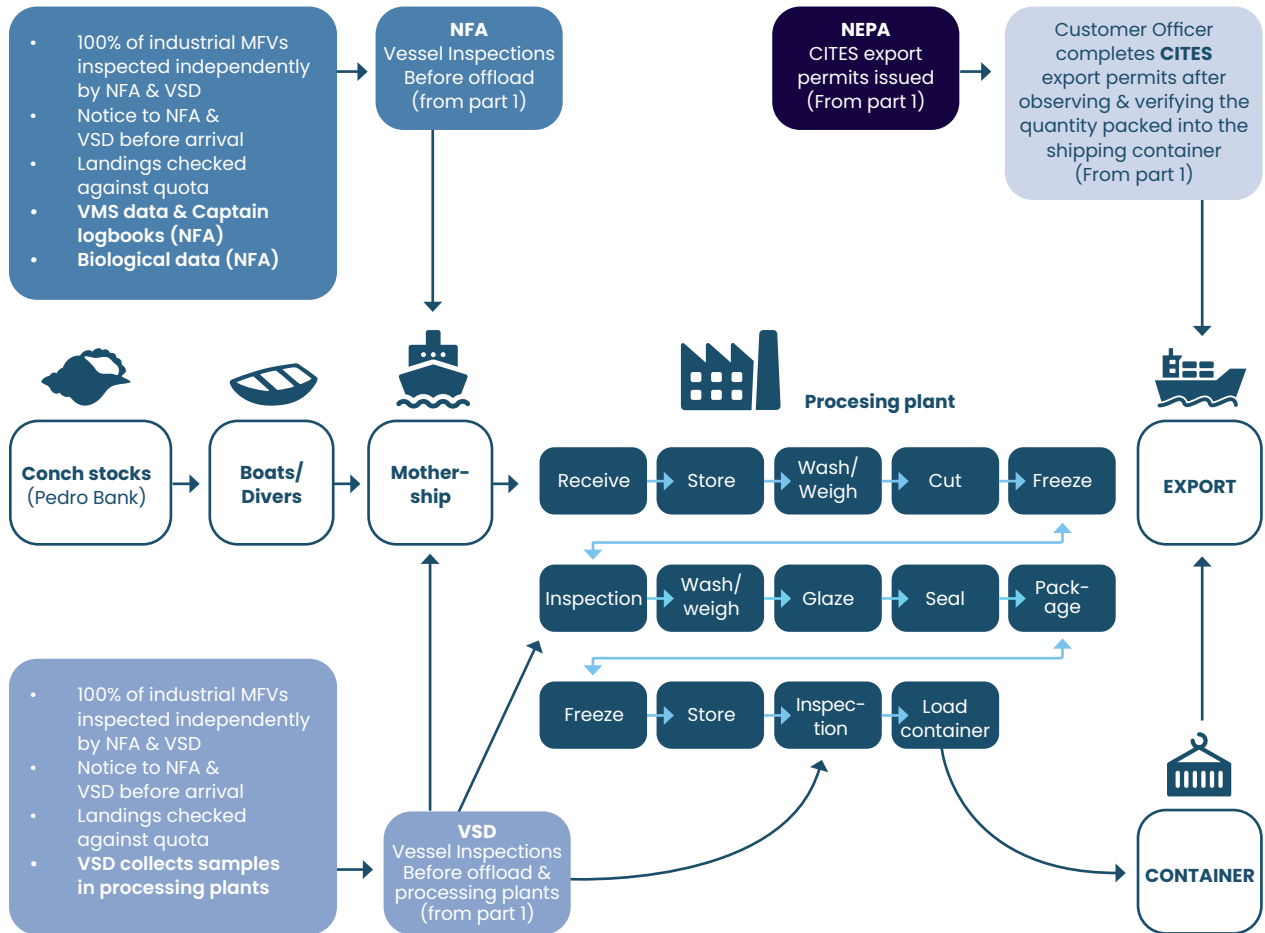 • 100% of industrial MFVs
inspected independently
by NFA & VSD
• Notice to NFA &
VSD before arrival
• Landings checked
against quota
• VMS data & Captain
logbooks (NFA)
• Biological data (NFA)
NFA
Vessel Inspections
Before offload
(from part 1)
NEPA
CITES export
permits issued
(From part 1)
Customer Officer
completes CITES
export permits after
observing & verifying the
quantity packed into the
shipping container
(From part 1)
Procesing plant
Conch stocks
(Pedro Bank)
Boats/
Divers
Mother-
ship
Receive
Store
Wash/
Weigh
Cut
Freeze
EXPORT
Inspection
Wash/
weigh
Glaze
Seal
Pack-
age
Freeze
Store
Inspec-
tion
Load
container
• 100% of industrial MFVs
inspected independently
by NFA & VSD
• Notice to NFA &
VSD before arrival
• Landings checked
against quota
• VSD collects samples
in processing plants
VSD
Vessel Inspections
Before offload &
processing plants
(from part 1)
CONTAINER